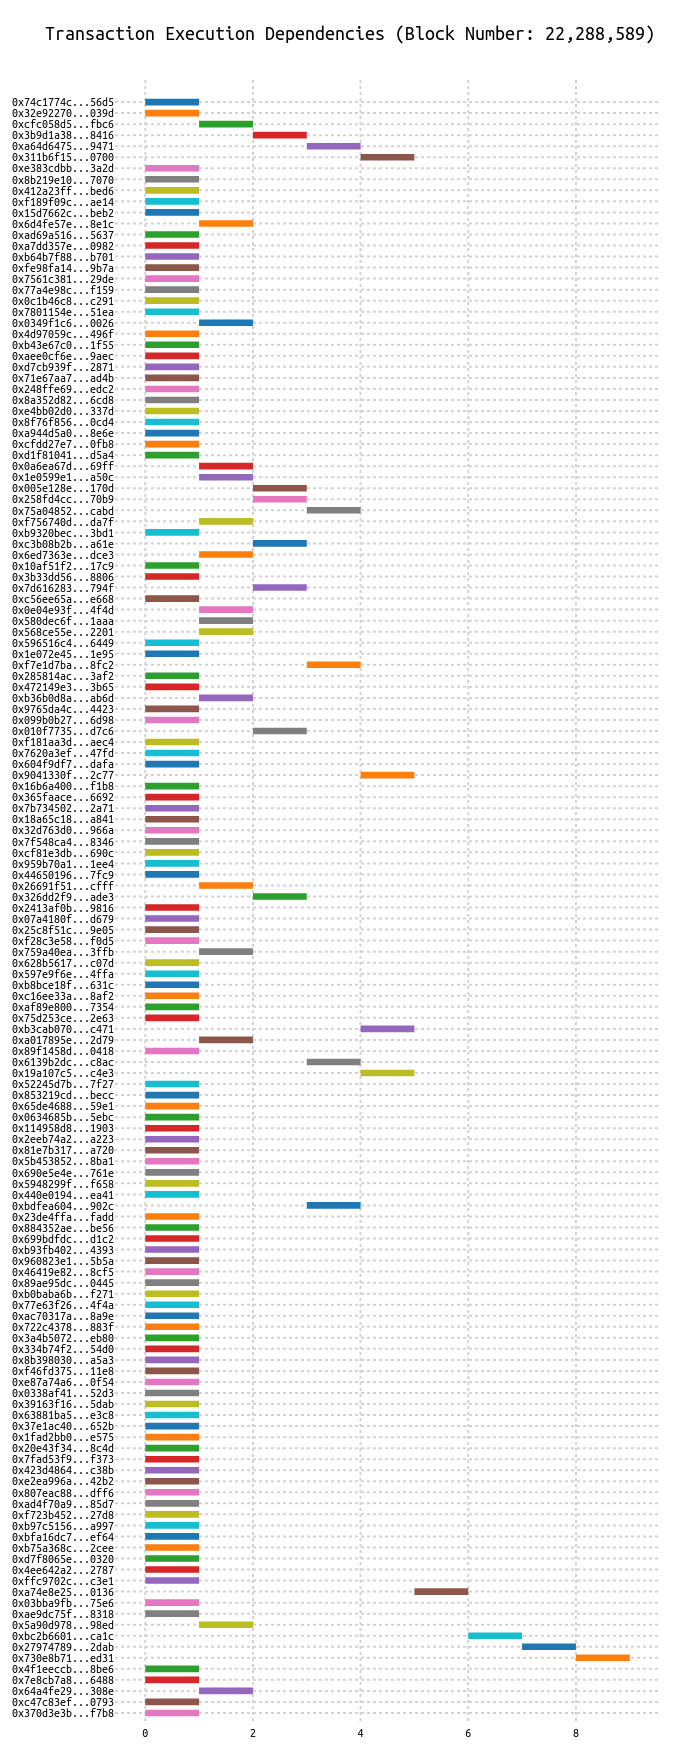 Transaction Execution Dependencies (Block Number: 22,288,589)
0x74c1774c...56d5
0x32e92270...039d
0xcfc058d5...fbc6
0x3b9d1a38...8416
0xa64d6475...9471
0x311b6f15...0700
0xe383cdbb...3a2d
0x8b219e10...7070
0x412a23ff...bed6
0xf189f09c...ae14
0x15d7662c...beb2
0x6d4fe57e...8e1c
0xad69a516...5637
0xa7dd357e...0982
0xb64b7f88...b701
0xfe98fa14...9b7a
0x7561c381...29de
0x77a4e98c...f159
0x0c1b46c8...c291
0x7801154e...51ea
0x0349f1c6...0026
0x4d97059c...496f
0xb43e67c0...1f55
0xaee0cf6e...9aec
0xd7cb939f...2871
0x71e67aa7...ad4b
0x248ffe69...edc2
0x8a352d82...6cd8
0xe4bb02d0...337d
0x8f76f856...0cd4
0xa944d5a0...8e6e
0xcfdd27e7...0fb8
0xd1f81041...d5a4
0x0a6ea67d...69ff
0x1e0599e1...a50c
0x005e128e...170d
0x258fd4cc...70b9
0x75a04852...cabd
0xf756740d...da7f
0xb9320bec...3bd1
0xc3b08b2b...a61e
0x6ed7363e...dce3
0x10af51f2...17c9
0x3b33dd56...8806
0x7d616283...794f
0xc56ee65a...e668
0x0e04e93f...4f4d
0x580dec6f...1aaa
0x568ce55e...2201
0x596516c4...6449
0x1e072e45...1e95
0xf7e1d7ba...8fc2
0x285814ac...3af2
0x472149e3...3b65
0xb36b0d8a...ab6d
0x9765da4c...4423
0x099b0b27...6d98
0x010f7735...d7c6
0xf181aa3d...aec4
0x7620a3ef...47fd
0x604f9df7...dafa
0x9041330f...2c77
0x16b6a400...f1b8
0x365faace...6692
0x7b734502...2a71
0x18a65c18...a841
0x32d763d0...966a
0x7f548ca4...8346
0xcf81e3db...690c
0x959b70a1...1ee4
0x44650196...7fc9
0x26691f51...cfff
0x326dd2f9...ade3
0x2413af0b...9816
0x07a4180f...d679
0x25c8f51c...9e05
0xf28c3e58...f0d5
0x759a40ea...3ffb
0x628b5617...c07d
0x597e9f6e...4ffa
0xb8bce18f...631c
0xc16ee33a...8af2
0xaf89e800...7354
0x75d253ce...2e63
0xb3cab070...c471
0xa017895e...2d79
0x89f1458d...0418
0x6139b2dc...c8ac
0x19a107c5...c4e3
0x52245d7b...7f27
0x853219cd...becc
0x65de4688...59e1
0x0634685b...5ebc
0x114958d8...1903
0x2eeb74a2...a223
0x81e7b317...a720
0x5b453852...8ba1
0x690e5e4e...761e
0x5948299f...f658
0x440e0194...ea41
0xbdfea604...902c
0x23de4ffa...fadd
0x884352ae...be56
0x699bdfdc...d1c2
0xb93fb402...4393
0x960823e1...5b5a
0x46419e82...8cf5
0x89ae95dc...0445
0xb0baba6b...f271
0x77e63f26...4f4a
0xac70317a...8a9e
0x722c4378...883f
0x3a4b5072...eb80
0x334b74f2...54d0
0x8b398030...a5a3
0xf46fd375...11e8
0xe87a74a6...0f54
0x0338af41...52d3
0x39163f16...5dab
0x63881ba5...e3c8
0x37e1ac40...652b
0x1fad2bb0...e575
0x20e43f34...8c4d
0x7fad53f9...f373
0x423d4864...c38b
0xe2ea996a...42b2
0x807eac88...dff6
0xad4f70a9...85d7
0xf723b452...27d8
0xb97c5156...a997
0xbfa16dc7...ef64
0xb75a368c...2cee
0xd7f8065e...0320
0x4ee642a2...2787
0xffc9702c...c3e1
0xa74e8e25...0136
0x03bba9fb...75e6
0xae9dc75f...8318
0x5a90d978...98ed
0xbc2b6601...ca1c
0x27974789...2dab
0x730e8b71...ed31
0x4f1eeccb...8be6
0x7e8cb7a8...6488
0x64a4fe29...308e
0xc47c83ef...0793
0x370d3e3b...f7b8
0 2 4 6 8